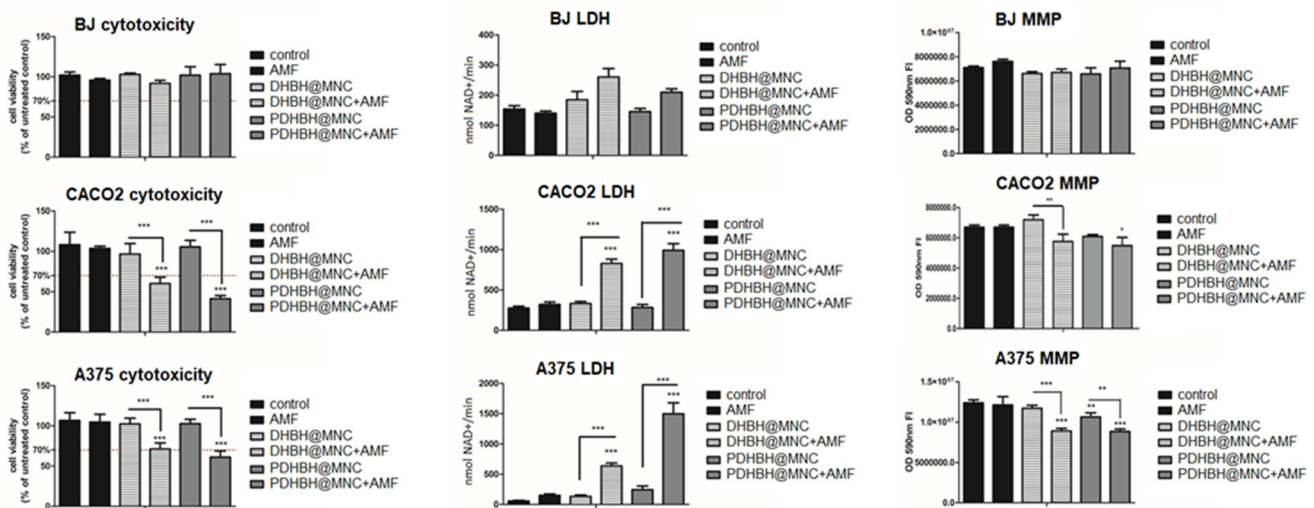 BJ cytotoxicity
cell viability
(% of untreated control)
150
100
70%
50
0
control
AMF
DHBH@MNC
DHBH@MNC+AMF
PDHBH@MNC
PDHBH@MNC+AMF
BJ LDH
nmol NAD+/min
400
300
200
100
0
control
AMF
DHBH@MNC
DHBH@MNC+AMF
PDHBH@MNC
PDHBH@MNC+AMF
BJ MMP
OD 590nm FI
1.0×10⁰⁷
8000000.0
6000000.0
4000000.0
2000000.0
0.0
control
AMF
DHBH@MNC
DHBH@MNC+AMF
PDHBH@MNC
PDHBH@MNC+AMF
CACO2 cytotoxicity
cell viability
(% of untreated control)
150
100
70%
50
0
*** ***
*** ***
control
AMF
DHBH@MNC
DHBH@MNC+AMF
PDHBH@MNC
PDHBH@MNC+AMF
CACO2 LDH
nmol NAD+/min
1500
1000
500
0
*** ***
*** ***
control
AMF
DHBH@MNC
DHBH@MNC+AMF
PDHBH@MNC
PDHBH@MNC+AMF
CACO2 MMP
OD 590nm FI
8000000.0
6000000.0
4000000.0
2000000.0
0.0
** *
control
AMF
DHBH@MNC
DHBH@MNC+AMF
PDHBH@MNC
PDHBH@MNC+AMF
A375 cytotoxicity
cell viability
(% of untreated control)
150
100
70%
50
0
*** ***
*** ***
control
AMF
DHBH@MNC
DHBH@MNC+AMF
PDHBH@MNC
PDHBH@MNC+AMF
A375 LDH
nmol NAD+/min
2000
1500
1000
500
0
*** ***
*** ***
control
AMF
DHBH@MNC
DHBH@MNC+AMF
PDHBH@MNC
PDHBH@MNC+AMF
A375 MMP
OD 590nm FI
1.5×10⁰⁷
1.0×10⁰⁷
5000000.0
0.0
*** **
*** ** ***
control
AMF
DHBH@MNC
DHBH@MNC+AMF
PDHBH@MNC
PDHBH@MNC+AMF